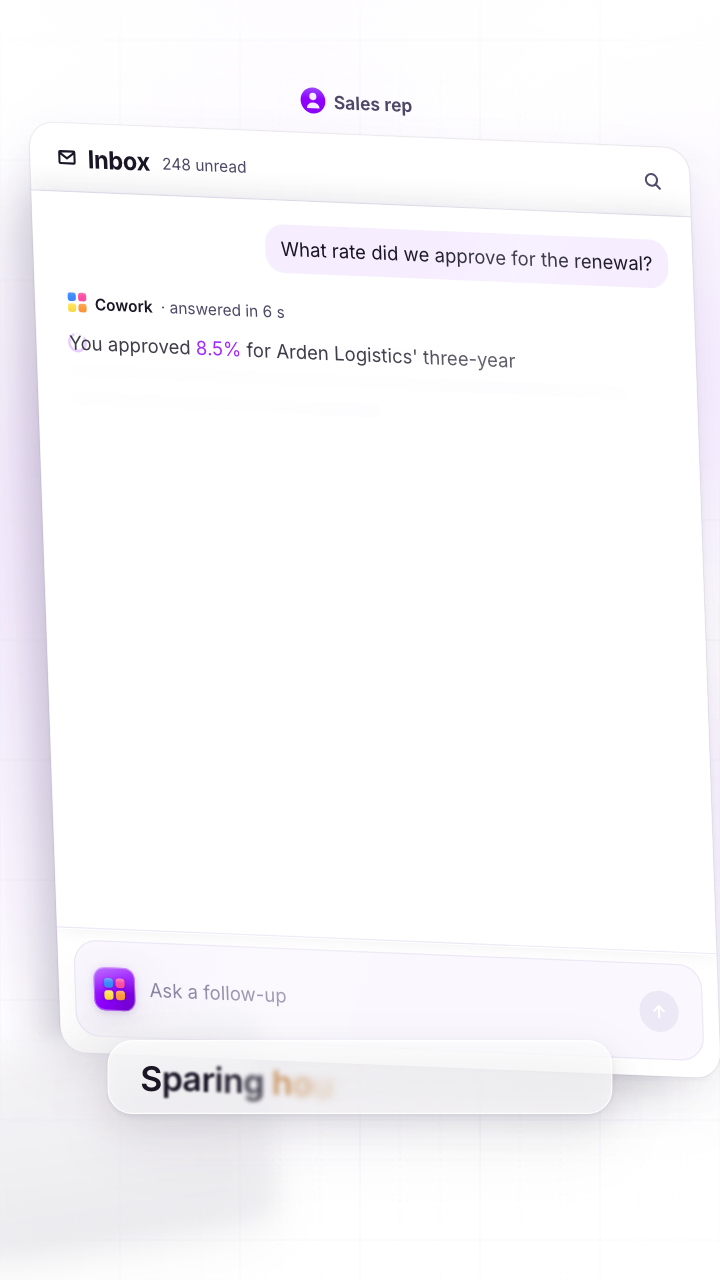 Sales rep
Inbox 248 unread
What rate did we approve for the renewal?
Cowork · answered in 6 s
You approved 8.5% for Arden Logistics' three-year
Ask a follow-up
Sparing